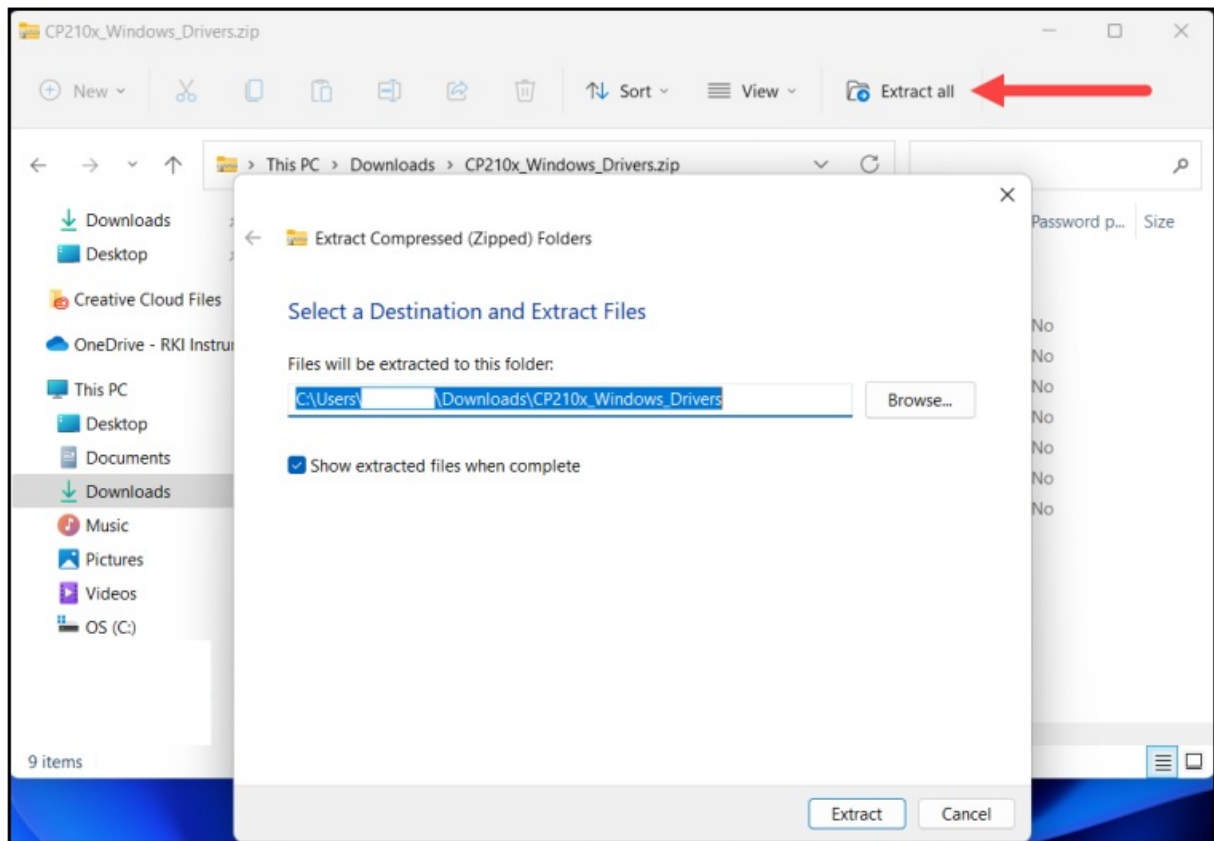 CP210x_Windows_Drivers.zip
New
Sort
View
Extract all
This PC > Downloads > CP210x_Windows_Drivers.zip
Downloads
Desktop
Creative Cloud Files
OneDrive - RKI Instru
This PC
Desktop
Documents
Downloads
Music
Pictures
Videos
OS (C:)
9 items
Password p... Size
No
No
No
No
No
No
No
Extract Compressed (Zipped) Folders
Select a Destination and Extract Files
Files will be extracted to this folder:
C:\Users\ \Downloads\CP210x_Windows_Drivers
Browse...
Show extracted files when complete
Extract
Cancel